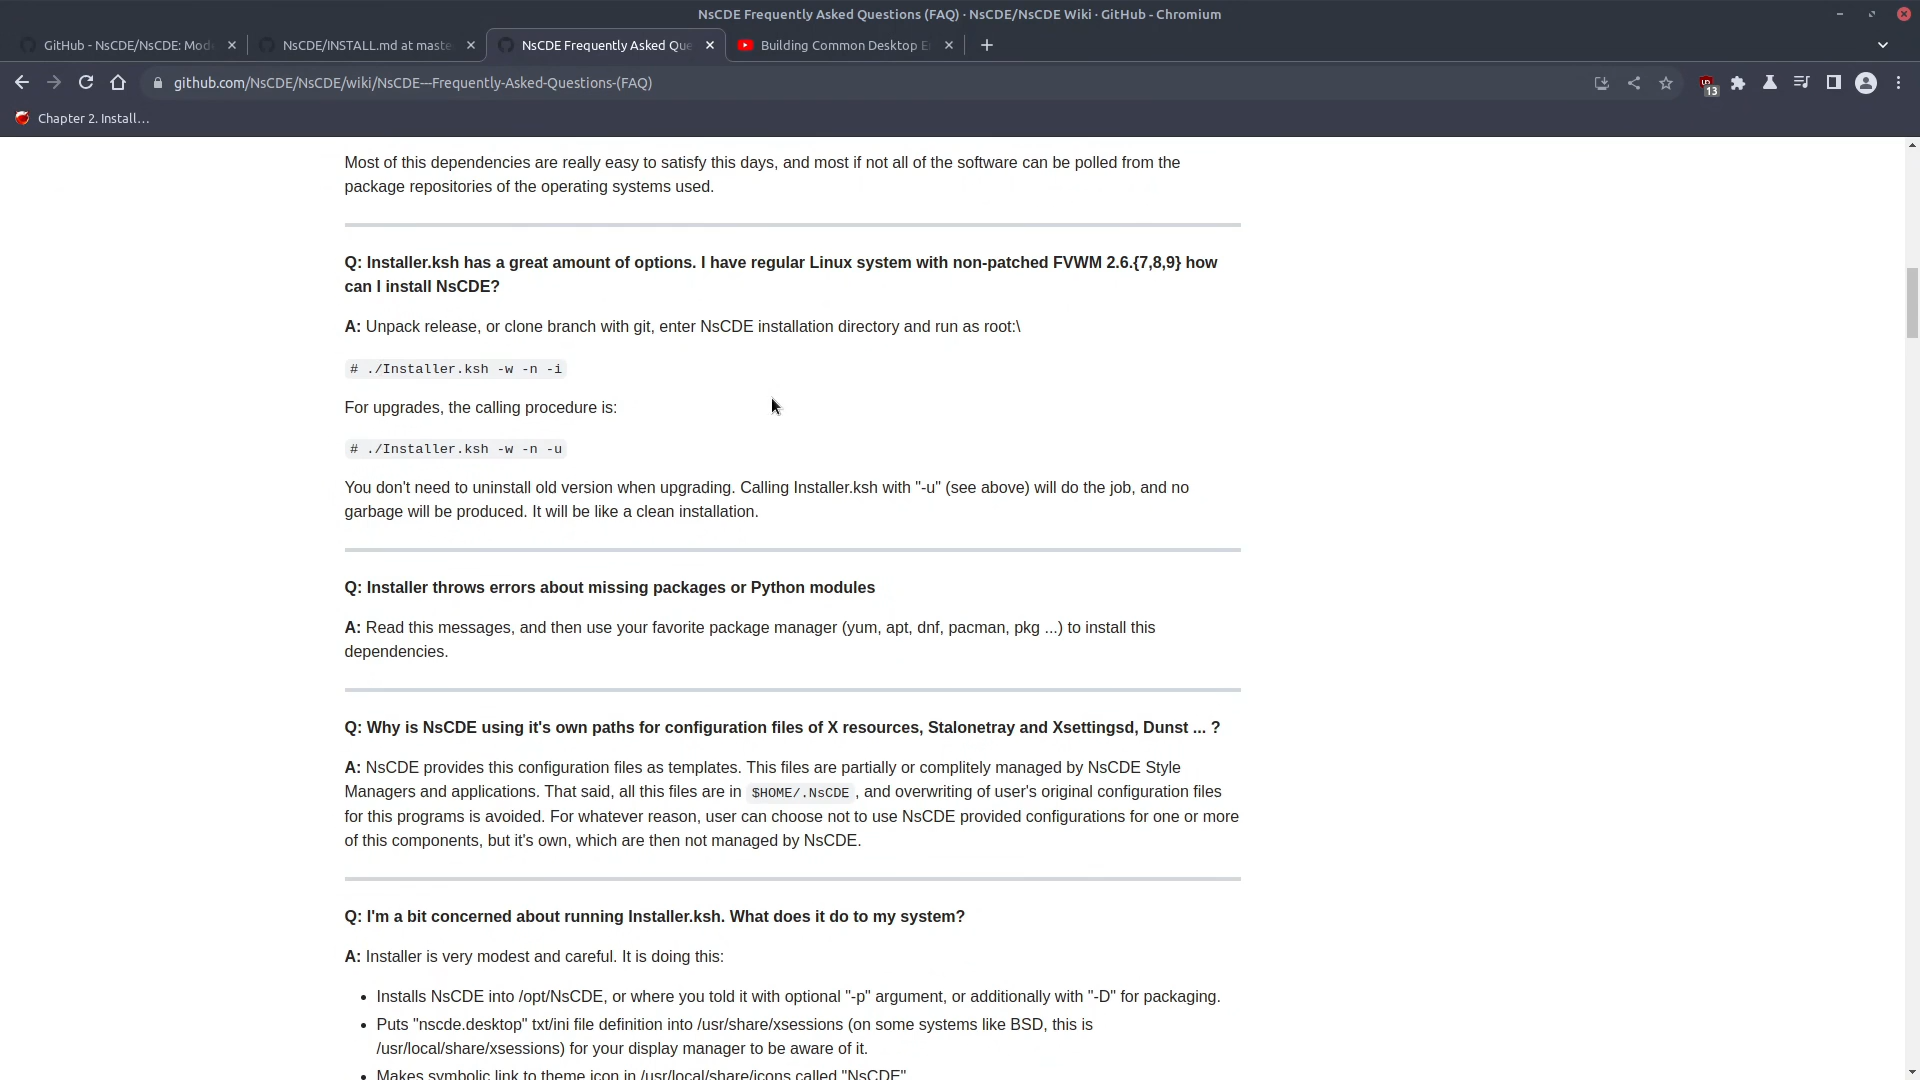 NsCDE Frequently Asked Questions (FAQ) · NsCDE/NsCDE Wiki · GitHub - Chromium
GitHub - NsCDE/NsCDE: Mod
NsCDE/INSTALL.md at maste
NsCDE Frequently Asked Que
Building Common Desktop E
github.com/NsCDE/NsCDE/wiki/NsCDE---Frequently-Asked-Questions-(FAQ)
13
Chapter 2. Install...
Most of this dependencies are really easy to satisfy this days, and most if not all of the software can be polled from the
package repositories of the operating systems used.
Q: Installer.ksh has a great amount of options. I have regular Linux system with non-patched FVWM 2.6.{7,8,9} how
can I install NsCDE?
A: Unpack release, or clone branch with git, enter NsCDE installation directory and run as root:\
# ./Installer.ksh -w -n -i
For upgrades, the calling procedure is:
# ./Installer.ksh -w -n -u
You don't need to uninstall old version when upgrading. Calling Installer.ksh with "-u" (see above) will do the job, and no
garbage will be produced. It will be like a clean installation.
Q: Installer throws errors about missing packages or Python modules
A: Read this messages, and then use your favorite package manager (yum, apt, dnf, pacman, pkg ...) to install this
dependencies.
Q: Why is NsCDE using it's own paths for configuration files of X resources, Stalonetray and Xsettingsd, Dunst ... ?
A: NsCDE provides this configuration files as templates. This files are partially or complitely managed by NsCDE Style
Managers and applications. That said, all this files are in $HOME/.NsCDE , and overwriting of user's original configuration files
for this programs is avoided. For whatever reason, user can choose not to use NsCDE provided configurations for one or more
of this components, but it's own, which are then not managed by NsCDE.
Q: I'm a bit concerned about running Installer.ksh. What does it do to my system?
A: Installer is very modest and careful. It is doing this:
• Installs NsCDE into /opt/NsCDE, or where you told it with optional "-p" argument, or additionally with "-D" for packaging.
• Puts "nscde.desktop" txt/ini file definition into /usr/share/xsessions (on some systems like BSD, this is
/usr/local/share/xsessions) for your display manager to be aware of it.
• Makes symbolic link to theme icon in /usr/local/share/icons called "NsCDE"